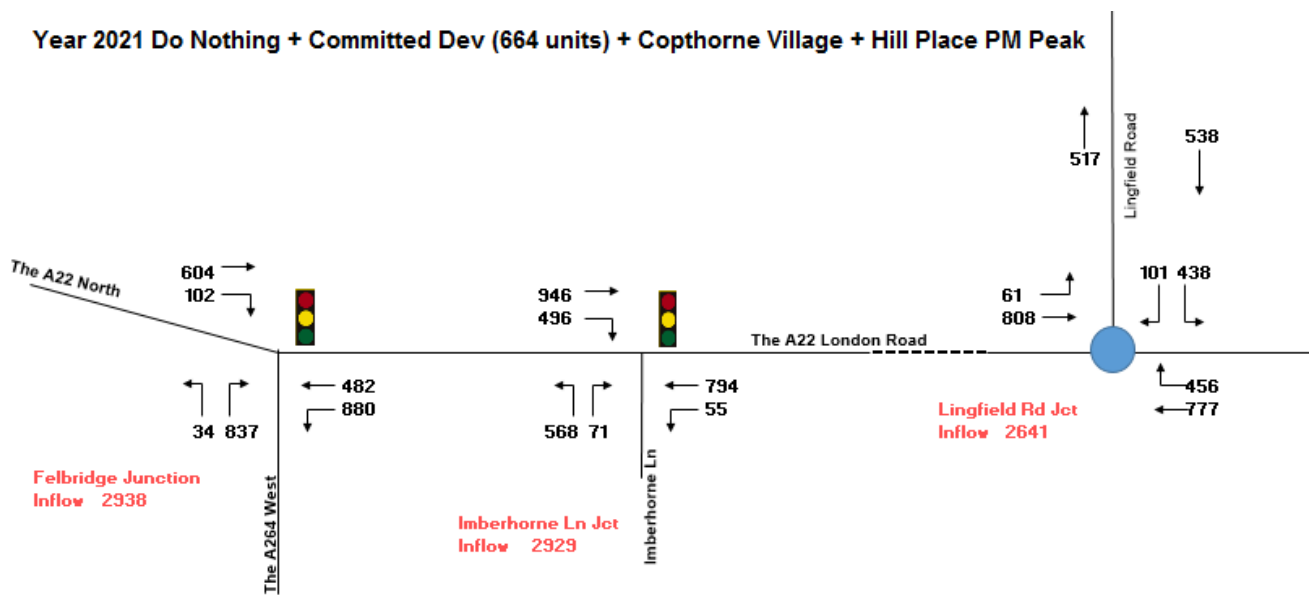 Year 2021 Do Nothing + Committed Dev (664 units) + Copthorne Village + Hill Place PM Peak
Lingfield Road
517
538
The A22 North
604
102
946
496
61
808
101 438
The A22 London Road
482
880
34 837
794
55
568 71
456
777
Lingfield Rd Jct
Inflow 2641
Felbridge Junction
Inflow 2938
The A264 West
Imberhorne Ln Jct
Inflow 2929
Imberhorne Ln